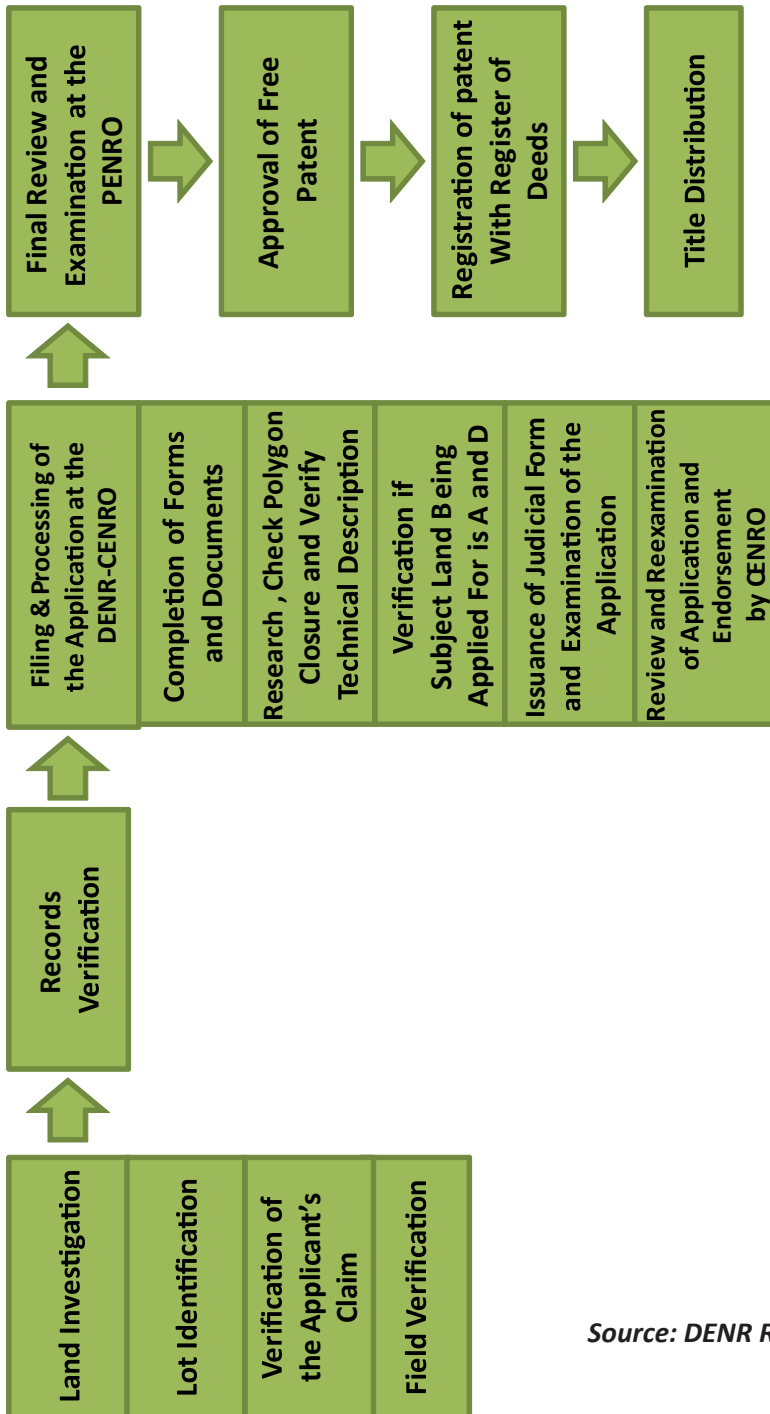 Land Investigation
Lot Identification
Verification of
the Applicant’s
Claim
Field Verification
Records
Verification
Filing & Processing of
the Application at the
DENR-CENRO
Completion of Forms
and Documents
Research , Check Polygon
Closure and Verify
Technical Description
Verification if
Subject Land Being
Applied For is A and D
Issuance of Judicial Form
and Examination of the
Application
Review and Reexamination
of Application and
Endorsement
by CENRO
Final Review and
Examination at the
PENRO
Approval of Free
Patent
Registration of patent
With Register of
Deeds
Title Distribution
Source: DENR R